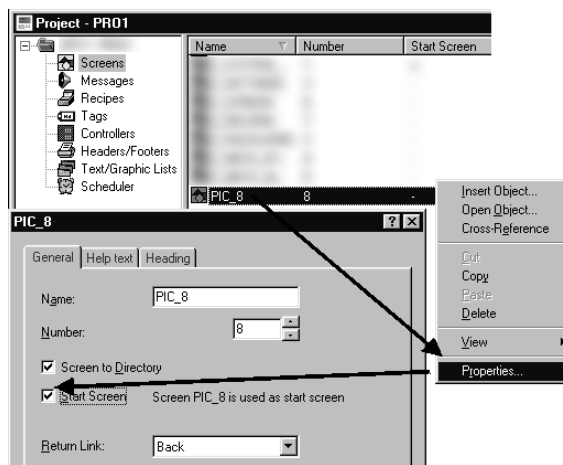 Project - PRO1
Name Number Start Screen
Screens
Messages
Recipes
Tags
Controllers
Headers/Footers
Text/Graphic Lists
Scheduler
PIC_8 8 -
Insert Object...
Open Object...
Cross-Reference
Cut
Copy
Paste
Delete
View
Properties...
PIC_8
General Help text Heading
Name: PIC_8
Number: 8
Screen to Directory
Start Screen Screen PIC_8 is used as start screen
Return Link: Back